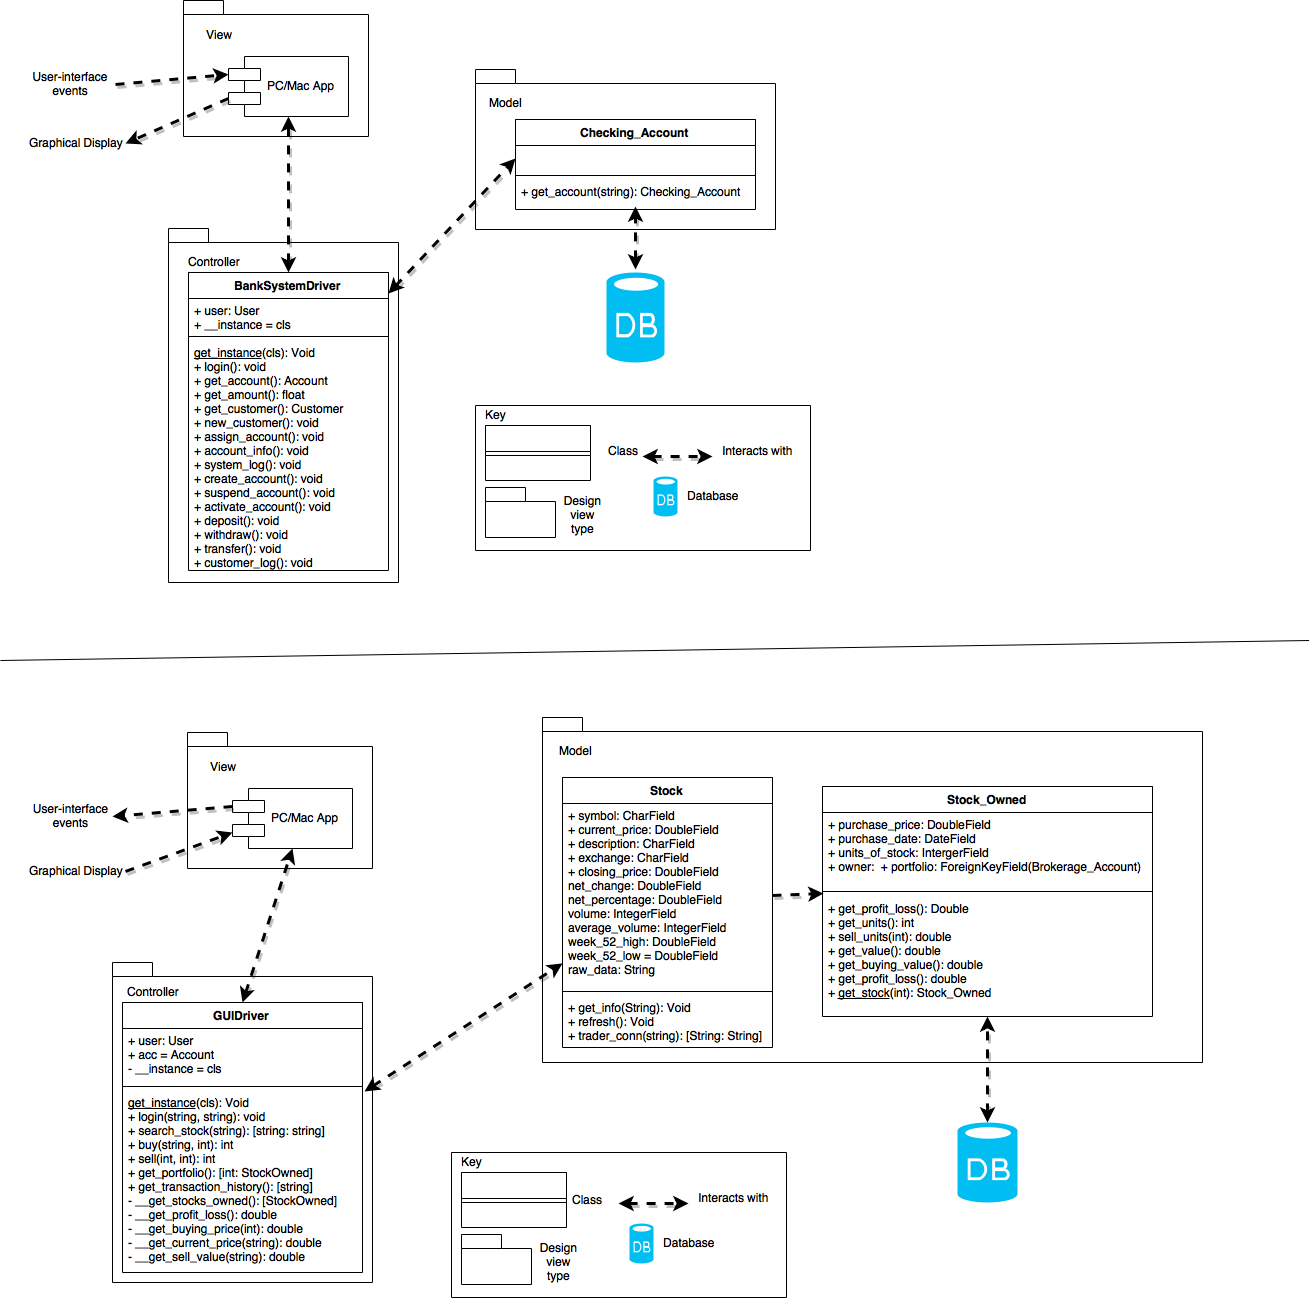 View
PC/Mac App
User-interface
events
Graphical Display
Model
Checking_Account
+ get_account(string): Checking_Account
DB
Controller
BankSystemDriver
+ user: User
+ __instance = cls
get_instance(cls): Void
+ login(): void
+ get_account(): Account
+ get_amount(): float
+ get_customer(): Customer
+ new_customer(): void
+ assign_account(): void
+ account_info(): void
+ system_log(): void
+ create_account(): void
+ suspend_account(): void
+ activate_account(): void
+ deposit(): void
+ withdraw(): void
+ transfer(): void
+ customer_log(): void
Key
Class
Interacts with
DB
Database
Design
view
type
View
PC/Mac App
User-interface
events
Graphical Display
Model
Stock
+ symbol: CharField
+ current_price: DoubleField
+ description: CharField
+ exchange: CharField
+ closing_price: DoubleField
net_change: DoubleField
net_percentage: DoubleField
volume: IntegerField
average_volume: IntegerField
week_52_high: DoubleField
week_52_low = DoubleField
raw_data: String
+ get_info(String): Void
+ refresh(): Void
+ trader_conn(string): [String: String]
Stock_Owned
+ purchase_price: DoubleField
+ purchase_date: DateField
+ units_of_stock: IntergerField
+ owner:  + portfolio: ForeignKeyField(Brokerage_Account)
+ get_profit_loss(): Double
+ get_units(): int
+ sell_units(int): double
+ get_value(): double
+ get_buying_value(): double
+ get_profit_loss(): double
+ get_stock(int): Stock_Owned
DB
Controller
GUIDriver
+ user: User
+ acc = Account
- __instance = cls
get_instance(cls): Void
+ login(string, string): void
+ search_stock(string): [string: string]
+ buy(string, int): int
+ sell(int, int): int
+ get_portfolio(): [int: StockOwned]
+ get_transaction_history(): [string]
- __get_stocks_owned(): [StockOwned]
- __get_profit_loss(): double
- __get_buying_price(int): double
- __get_current_price(string): double
- __get_sell_value(string): double
Key
Class
Interacts with
DB
Database
Design
view
type